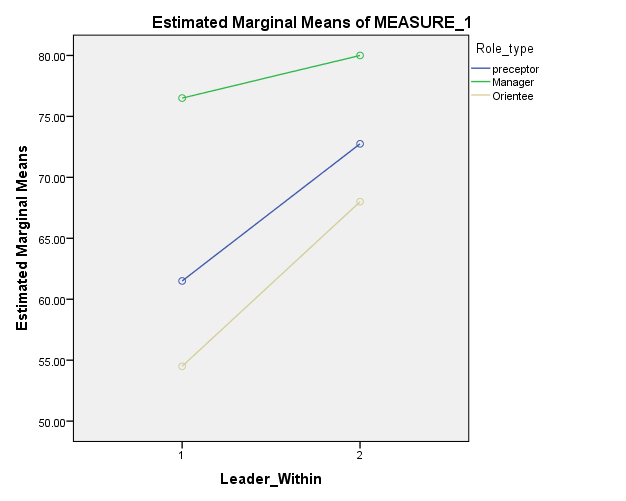 Estimated Marginal Means of MEASURE_1
Role_type
preceptor
Manager
Orientee
Estimated Marginal Means
80.00
75.00
70.00
65.00
60.00
55.00
50.00
1
2
Leader_Within